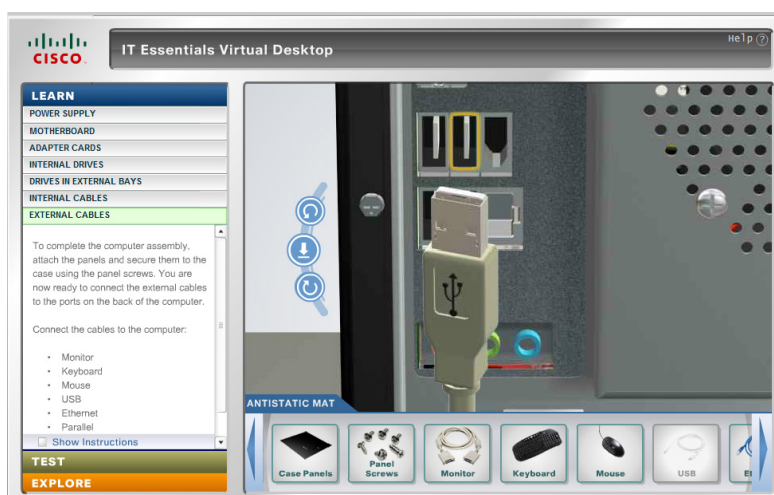 CISCO
IT Essentials Virtual Desktop
Help ?
LEARN
POWER SUPPLY
MOTHERBOARD
ADAPTER CARDS
INTERNAL DRIVES
DRIVES IN EXTERNAL BAYS
INTERNAL CABLES
EXTERNAL CABLES
To complete the computer assembly,
attach the panels and secure them to the
case using the panel screws. You are
now ready to connect the external cables
to the ports on the back of the computer.
Connect the cables to the computer:
• Monitor
• Keyboard
• Mouse
• USB
• Ethernet
• Parallel
Show Instructions
TEST
EXPLORE
ANTISTATIC MAT
Case Panels
Panel
Screws
Monitor
Keyboard
Mouse
USB